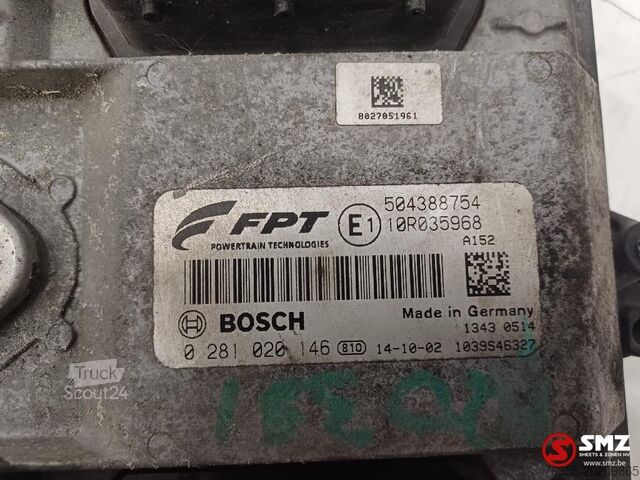 B027051961
FPT
POWERTRAIN TECHNOLOGIES
E1
504388754
10R035968
A152
BOSCH
Made in Germany
1343 0514
0 281 020 146 810 14-10-02 1039S46327
Truck
Scout24
SMZ
SHEETS & ZONEN NV
www.smz.be